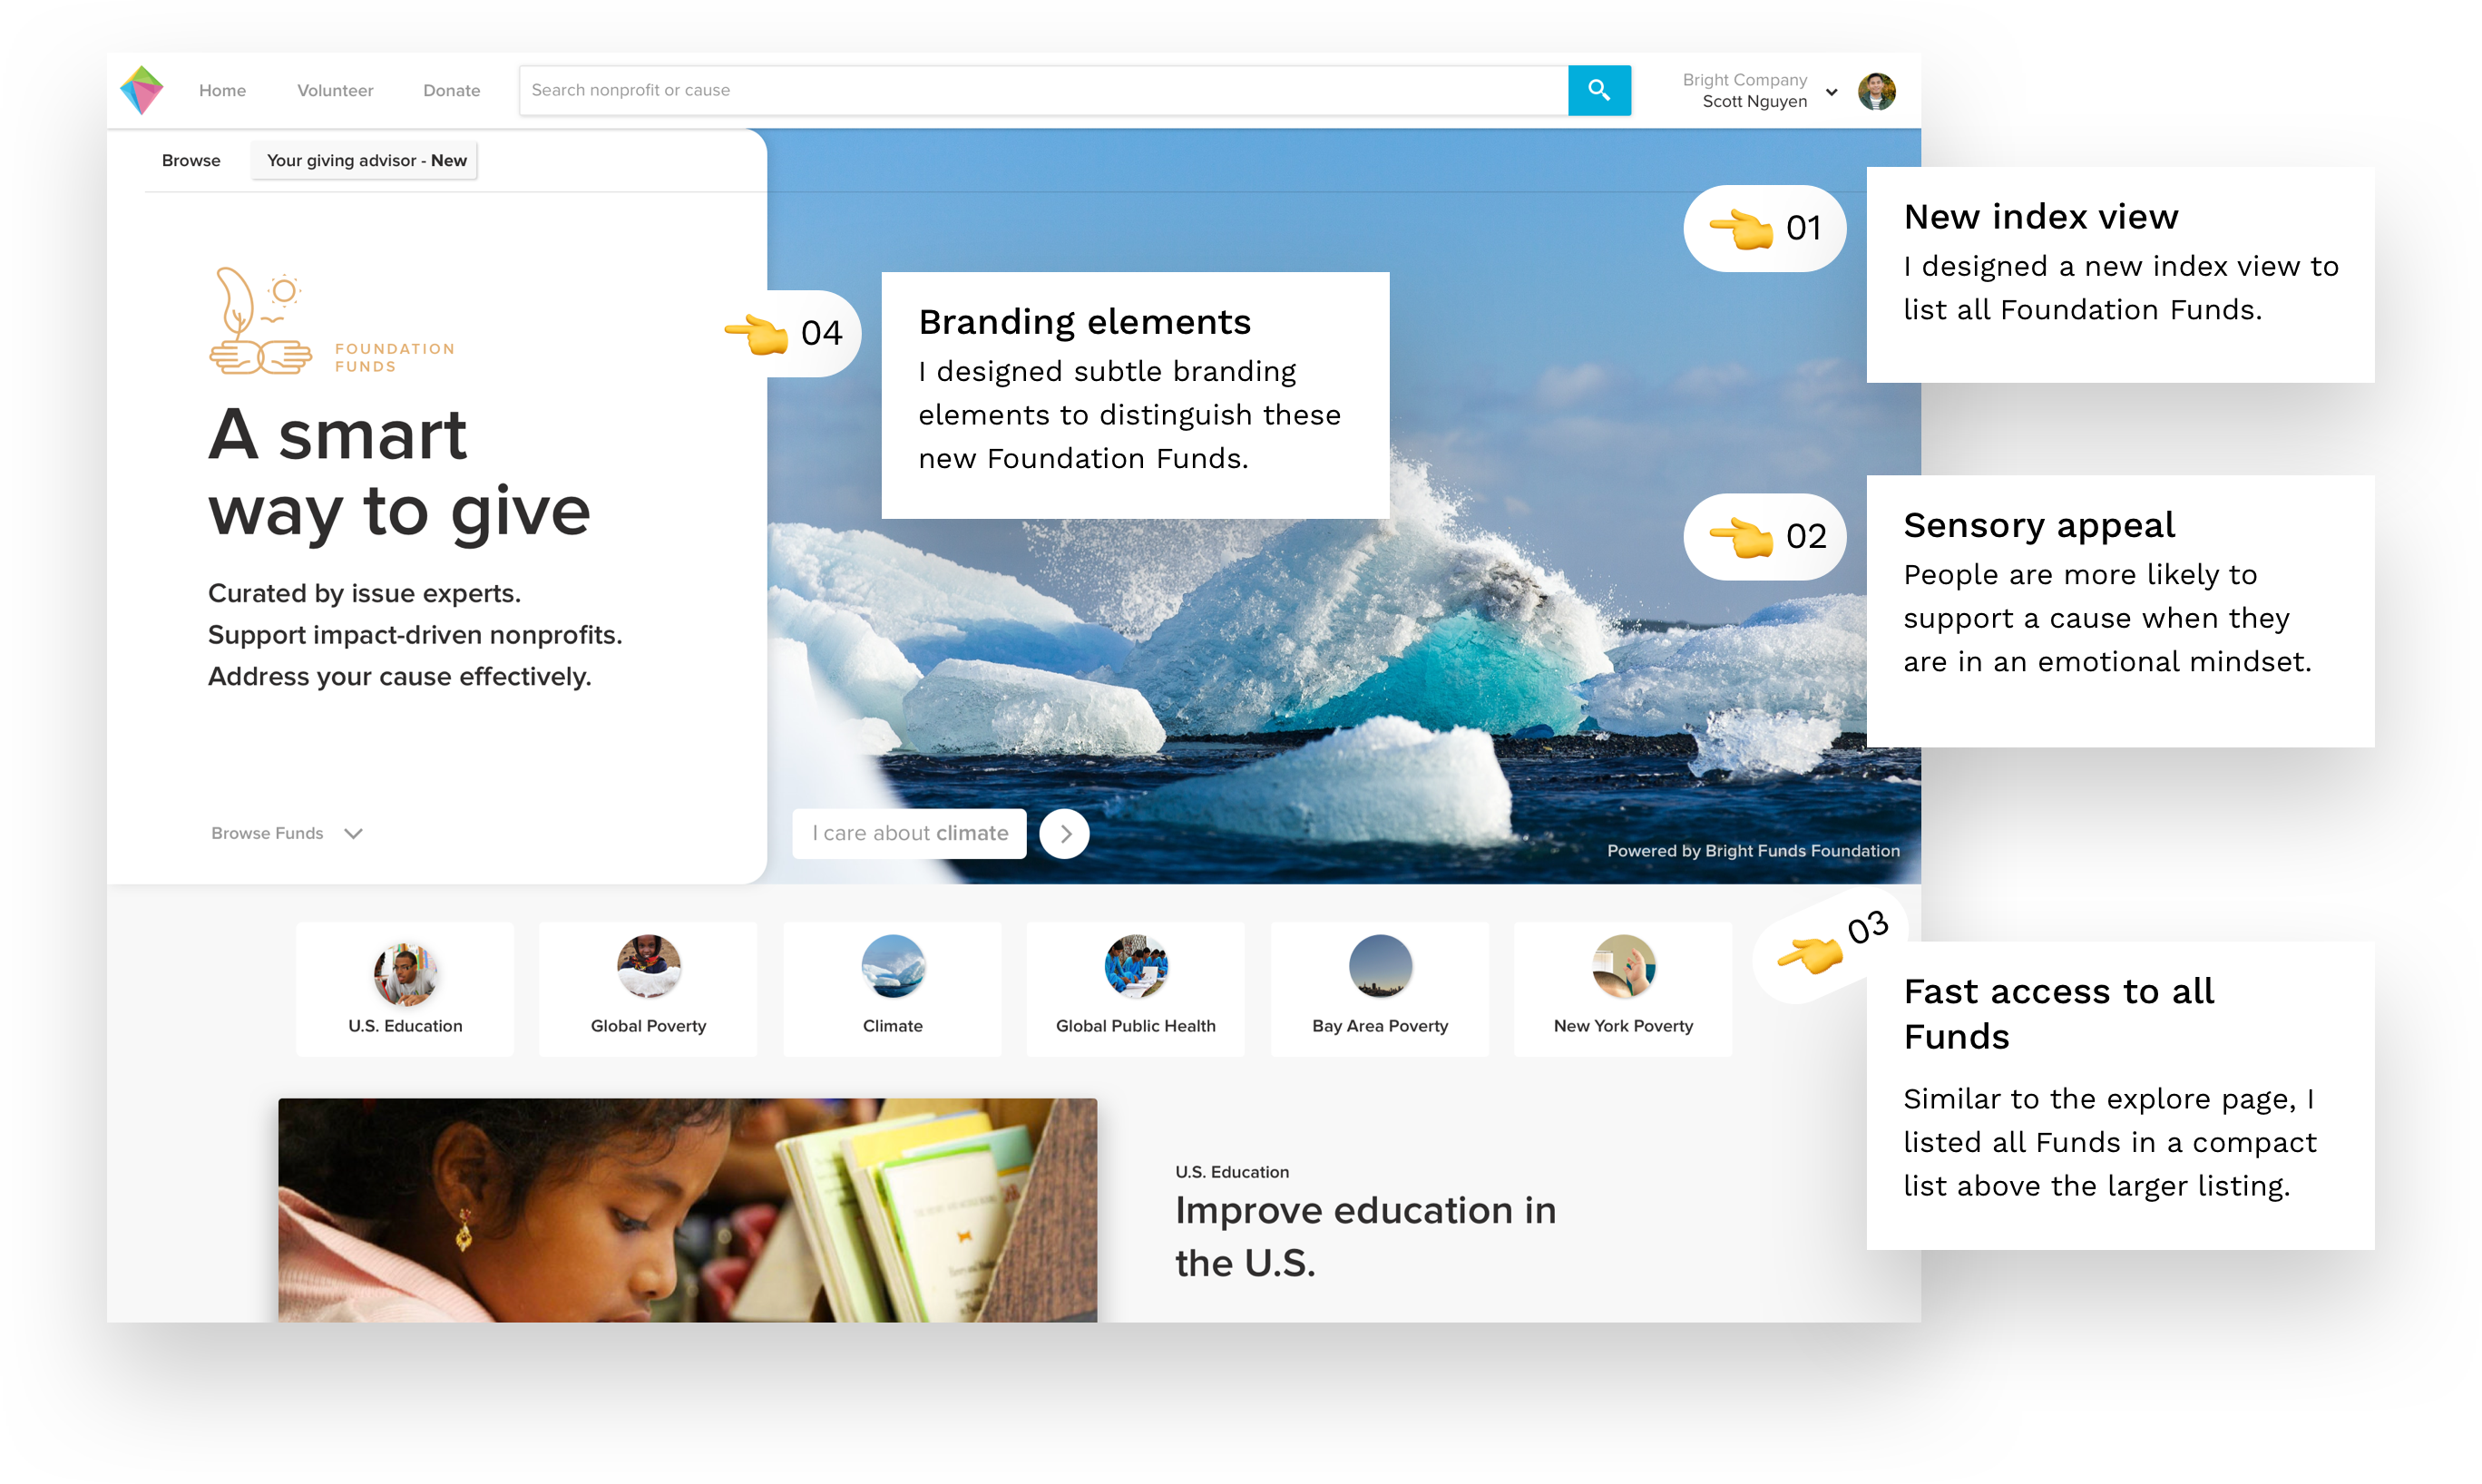 Home
Volunteer
Donate
Search nonprofit or cause
Bright Company
Scott Nguyen
Browse
Your giving advisor - New
FOUNDATION
FUNDS
A smart
way to give
Curated by issue experts.
Support impact-driven nonprofits.
Address your cause effectively.
Browse Funds
I care about climate
Powered by Bright Funds Foundation
01
New index view
I designed a new index view to
list all Foundation Funds.
02
Sensory appeal
People are more likely to
support a cause when they
are in an emotional mindset.
03
Fast access to all
Funds
Similar to the explore page, I
listed all Funds in a compact
list above the larger listing.
04
Branding elements
I designed subtle branding
elements to distinguish these
new Foundation Funds.
U.S. Education
Global Poverty
Climate
Global Public Health
Bay Area Poverty
New York Poverty
U.S. Education
Improve education in
the U.S.